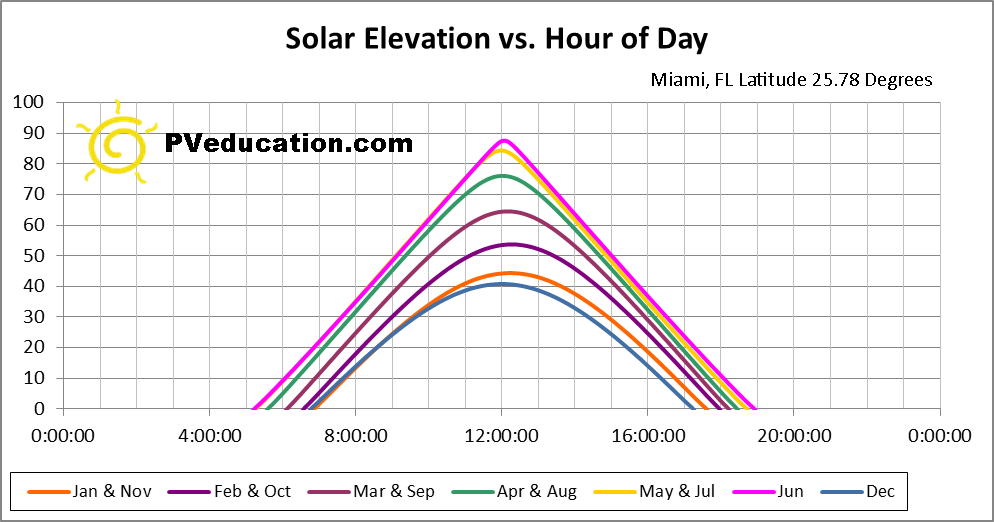 Solar Elevation vs. Hour of Day
Miami, FL Latitude 25.78 Degrees
PVeducation.com
100
90
80
70
60
50
40
30
20
10
0
0:00:00 4:00:00 8:00:00 12:00:00 16:00:00 20:00:00 0:00:00
Jan & Nov Feb & Oct Mar & Sep Apr & Aug May & Jul Jun Dec